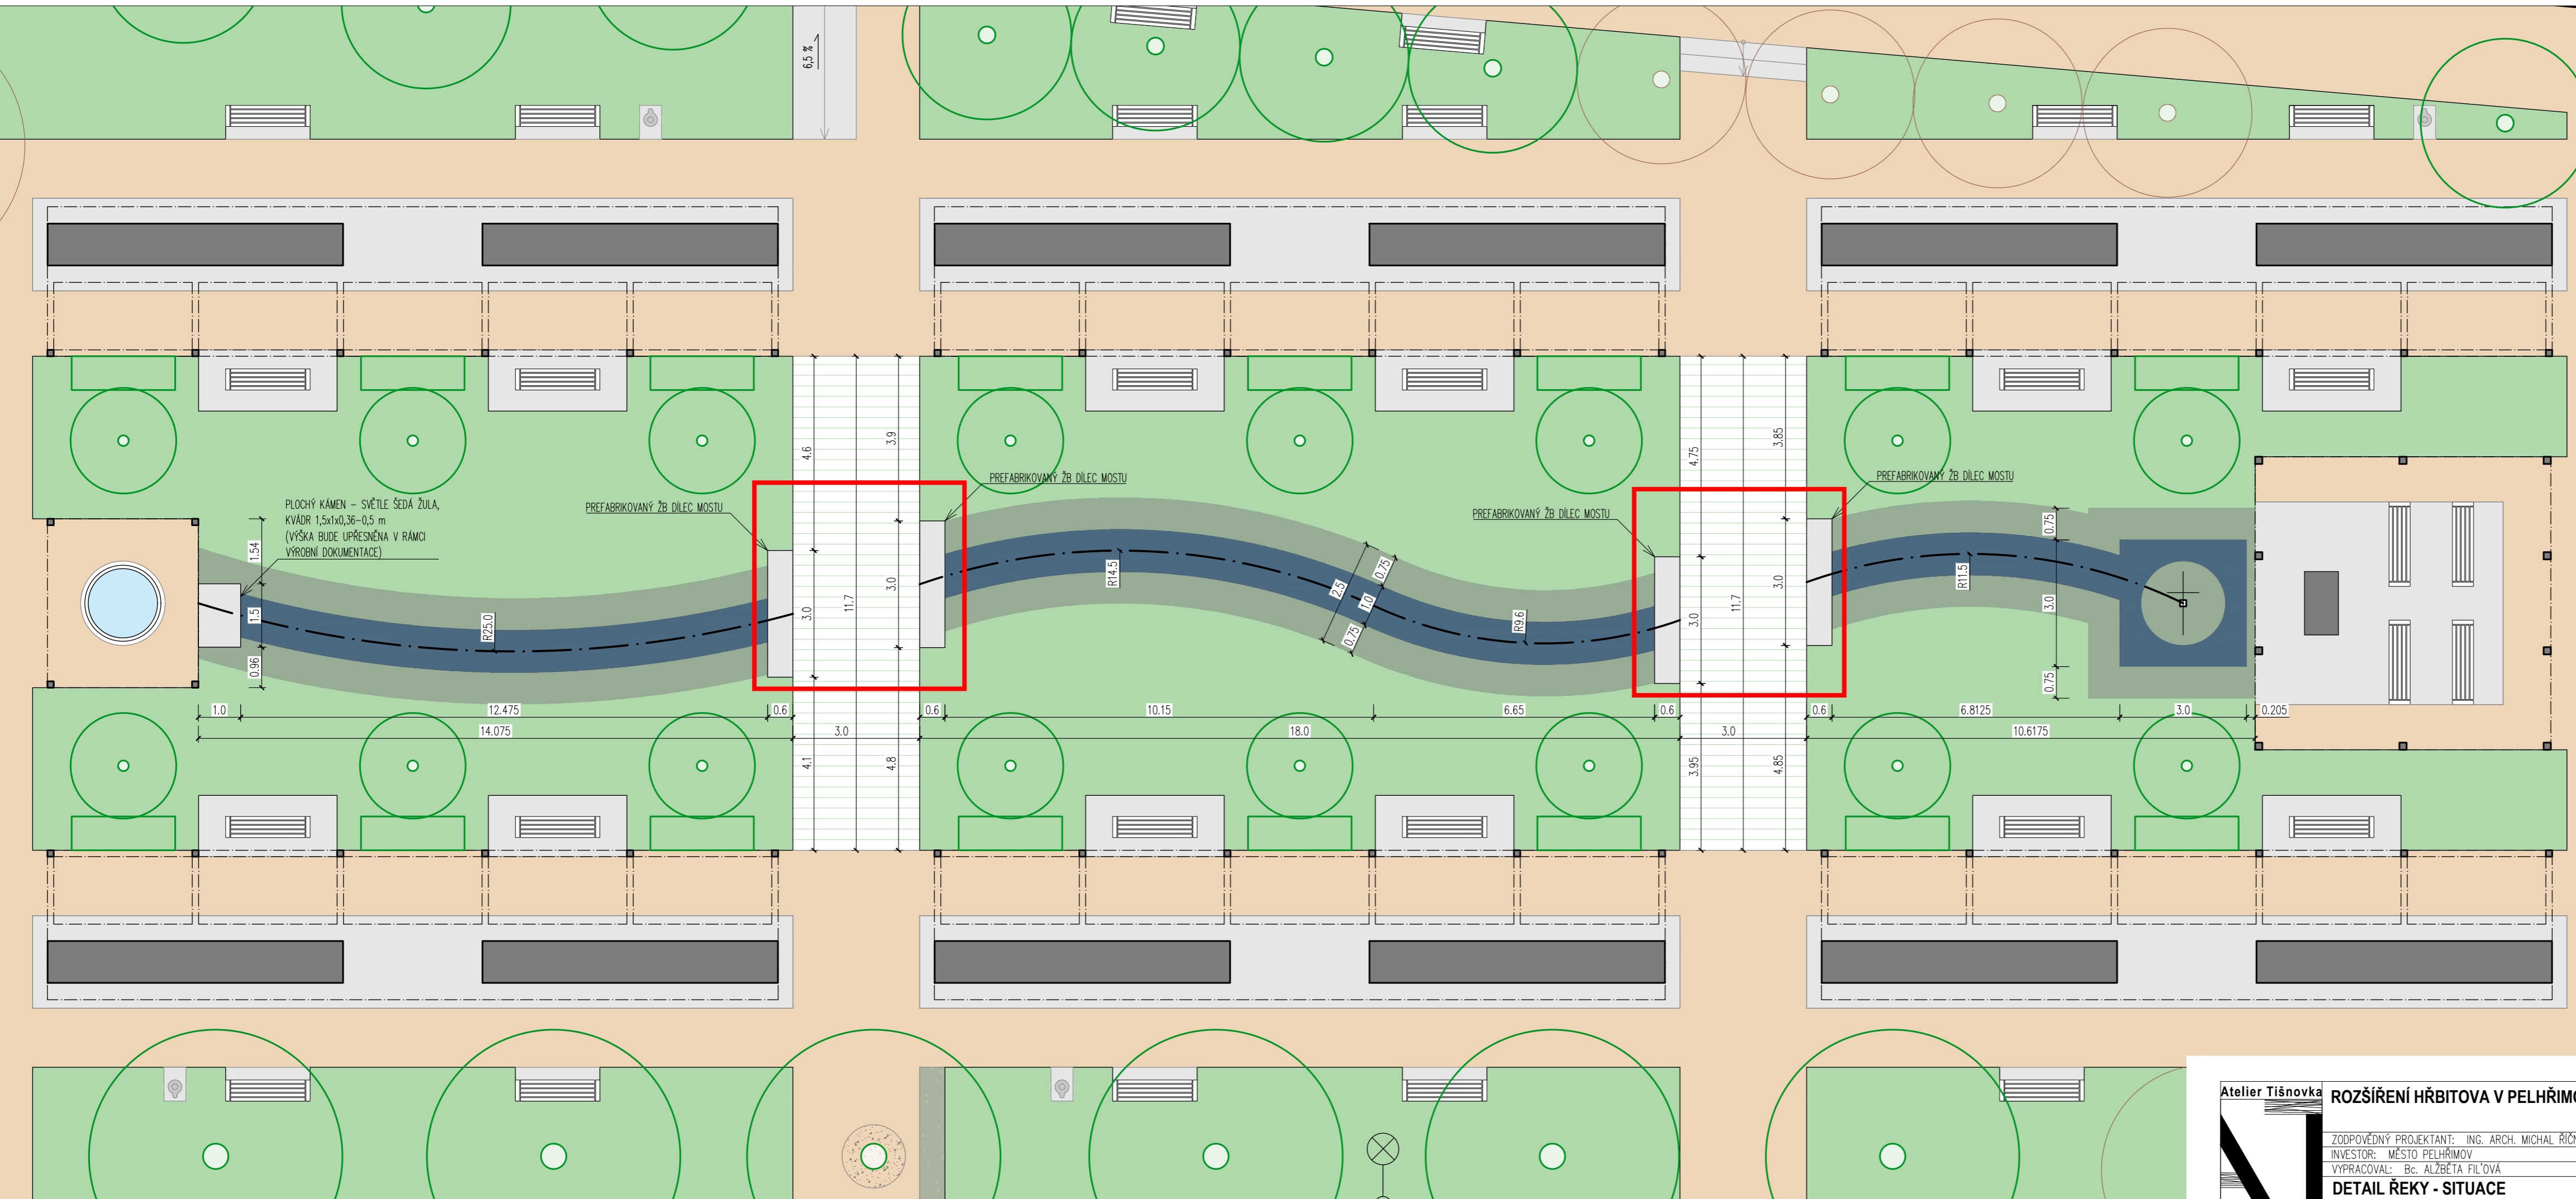 6,5 %
PREFABRIKOVANÝ ŽB DÍLEC MOSTU
PREFABRIKOVANÝ ŽB DÍLEC MOSTU
PLOCHÝ KÁMEN – SVĚTLE ŠEDÁ ŽULA,
KVÁDR 1,5x1x0,36-0,5 m
(VÝŠKA BUDE UPŘESNĚNA V RÁMCI
VÝROBNÍ DOKUMENTACE)
PREFABRIKOVANÝ ŽB DÍLEC MOSTU
PREFABRIKOVANÝ ŽB DÍLEC MOSTU
1.54
1.5
0.96
R25.0
4.6
3.0
4.1
11.7
3.9
3.0
4.8
R14.5
2.5
0.75
1.0
0.75
R9.6
4.75
3.0
3.95
11.7
3.85
3.0
4.85
R11.5
0.75
3.0
0.75
1.0
12.475
0.6
0.6
10.15
6.65
0.6
0.6
6.8125
3.0
0.205
14.075
3.0
18.0
3.0
10.6175
Atelier Tišnovka
ROZŠÍŘENÍ HŘBITOVA V PELHŘIMO
ZODPOVĚDNÝ PROJEKTANT: ING. ARCH. MICHAL ŘÍČN
INVESTOR: MĚSTO PELHŘIMOV
VYPRACOVAL: Bc. ALŽBĚTA FIL'OVÁ
DETAIL ŘEKY - SITUACE